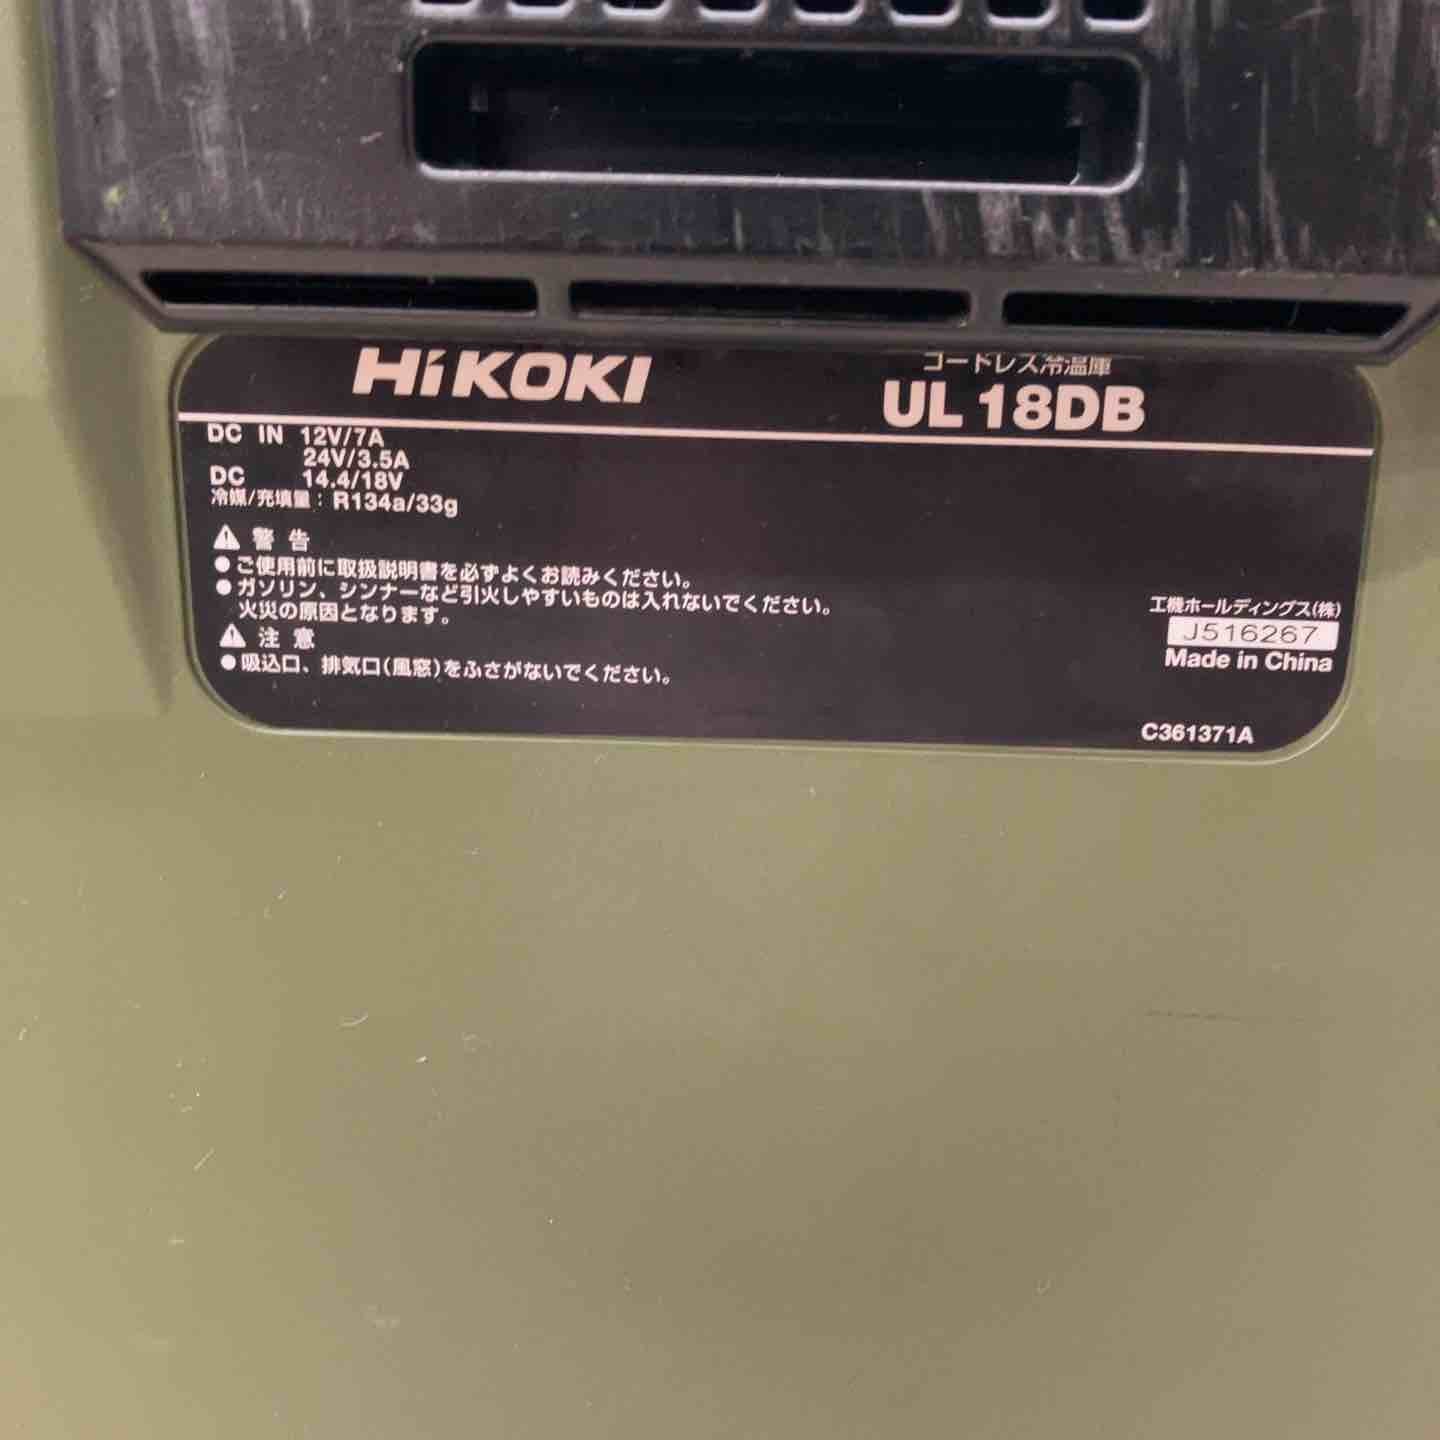 HiKOKI
コードレス冷温庫
UL 18DB
DC IN 12V/7A
24V/3.5A
DC 14.4/18V
冷媒/充填量：R134a/33g
⚠ 警告
●ご使用前に取扱説明書を必ずよくお読みください。
●ガソリン、シンナーなど引火しやすいものは入れないでください。
火災の原因となります。
⚠ 注意
●吸込口、排気口(風窓)をふさがないでください。
工機ホールディングス(株)
J516267
Made in China
C361371A